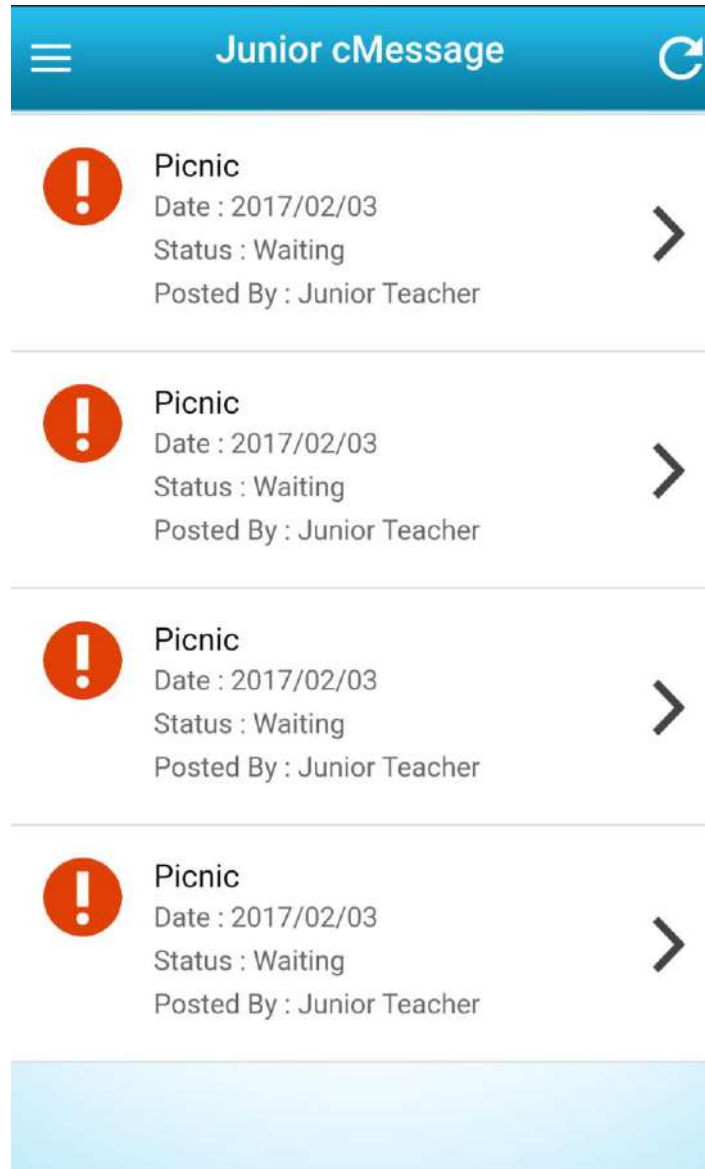 Junior cMessage
Picnic
Date : 2017/02/03
Status : Waiting
Posted By : Junior Teacher
Picnic
Date : 2017/02/03
Status : Waiting
Posted By : Junior Teacher
Picnic
Date : 2017/02/03
Status : Waiting
Posted By : Junior Teacher
Picnic
Date : 2017/02/03
Status : Waiting
Posted By : Junior Teacher